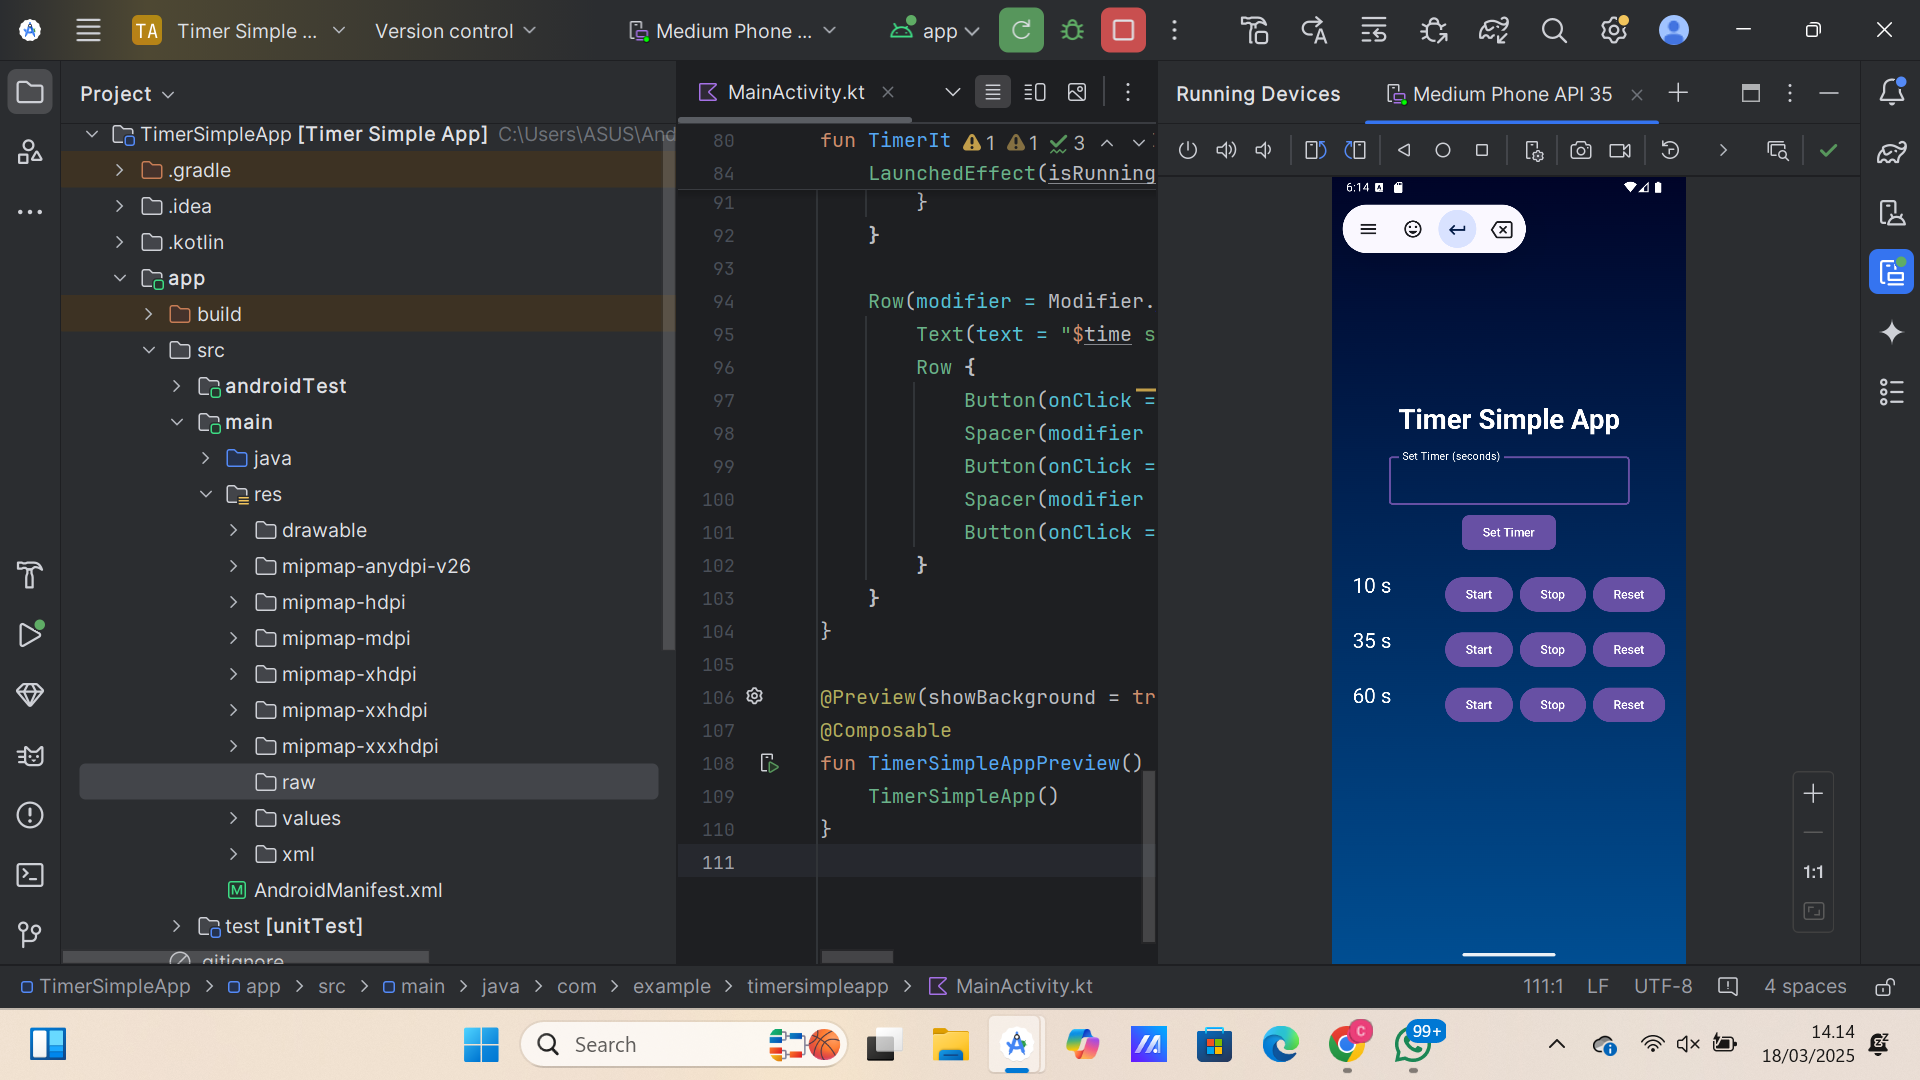 TA Timer Simple ... Version control Medium Phone ... app
Project
TimerSimpleApp [Timer Simple App] C:\Users\ASUS\And
.gradle
.idea
.kotlin
app
build
src
androidTest
main
java
res
drawable
mipmap-anydpi-v26
mipmap-hdpi
mipmap-mdpi
mipmap-xhdpi
mipmap-xxhdpi
mipmap-xxxhdpi
raw
values
xml
AndroidManifest.xml
test [unitTest]
.gitignore
MainActivity.kt
80 fun TimerIt 1 1 3
84 LaunchedEffect(isRunning
91 }
92 }
93
94 Row(modifier = Modifier.
95 Text(text = "$time s
96 Row {
97 Button(onClick =
98 Spacer(modifier
99 Button(onClick =
100 Spacer(modifier
101 Button(onClick =
102 }
103 }
104 }
105
106 @Preview(showBackground = tr
107 @Composable
108 fun TimerSimpleAppPreview()
109 TimerSimpleApp()
110 }
111
Running Devices Medium Phone API 35
6:14
Timer Simple App
Set Timer (seconds)
Set Timer
10 s Start Stop Reset
35 s Start Stop Reset
60 s Start Stop Reset
1:1
TimerSimpleApp > app > src > main > java > com > example > timersimpleapp > MainActivity.kt 111:1 LF UTF-8 4 spaces
Search
C
99+
14.14
18/03/2025